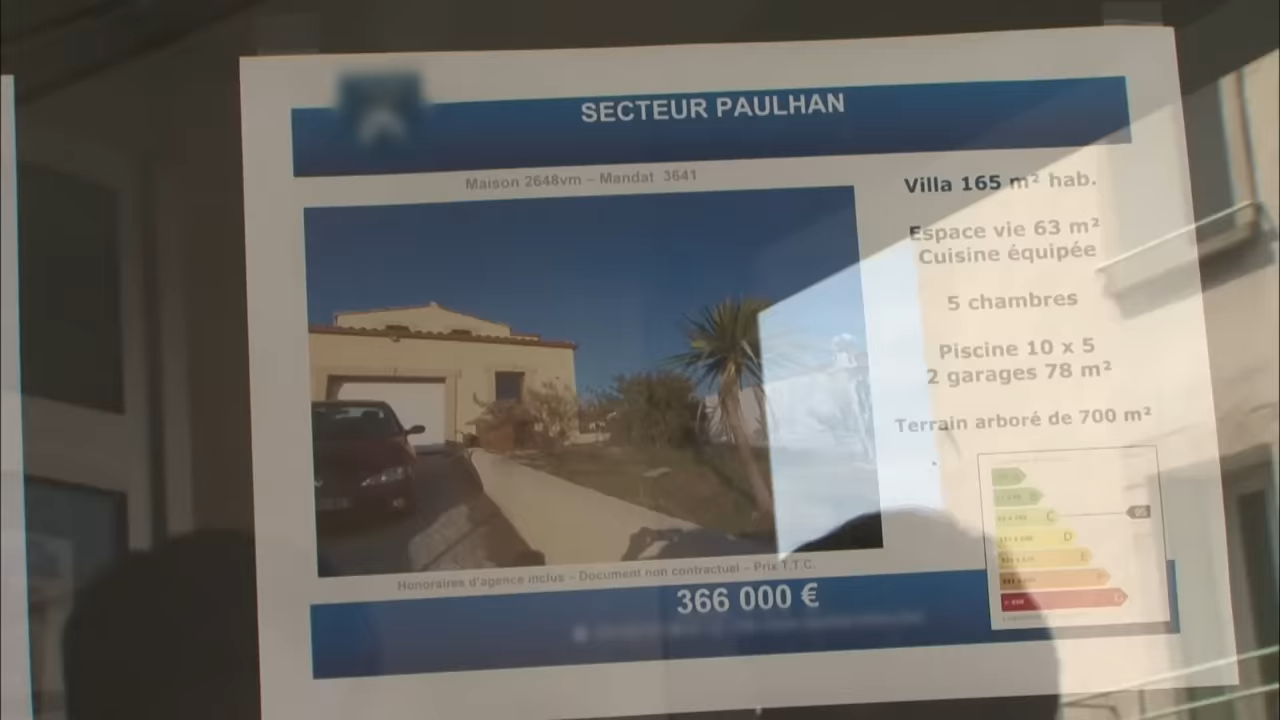 SECTEUR PAULHAN
Maison 2648vm – Mandat 3641
Villa 165 m² hab.
Espace vie 63 m²
Cuisine équipée
5 chambres
Piscine 10 x 5
2 garages 78 m²
Terrain arboré de 700 m²
C
D
E
Honoraires d'agence inclus – Document non contractuel – Prix T.T.C.
366 000 €